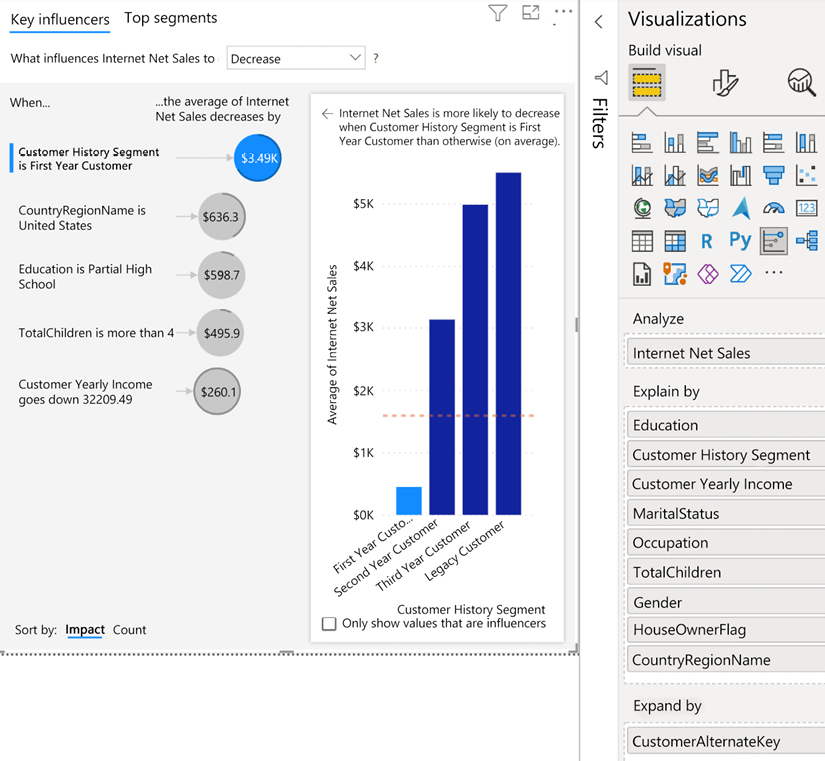 Key influencers
Top segments
What influences Internet Net Sales to
Decrease
?
When...
...the average of Internet
Net Sales decreases by
Customer History Segment
is First Year Customer
$3.49K
CountryRegionName is
United States
$636.3
Education is Partial High
School
$598.7
TotalChildren is more than 4
$495.9
Customer Yearly Income
goes down 32209.49
$260.1
Sort by:
Impact
Count
Internet Net Sales is more likely to decrease
when Customer History Segment is First
Year Customer than otherwise (on average).
Average of Internet Net Sales
$5K
$4K
$3K
$2K
$1K
$0K
First Year Custo...
Second Year Customer
Third Year Customer
Legacy Customer
Customer History Segment
Only show values that are influencers
Filters
Visualizations
Build visual
123
R
Py
Analyze
Internet Net Sales
Explain by
Education
Customer History Segment
Customer Yearly Income
MaritalStatus
Occupation
TotalChildren
Gender
HouseOwnerFlag
CountryRegionName
Expand by
CustomerAlternateKey